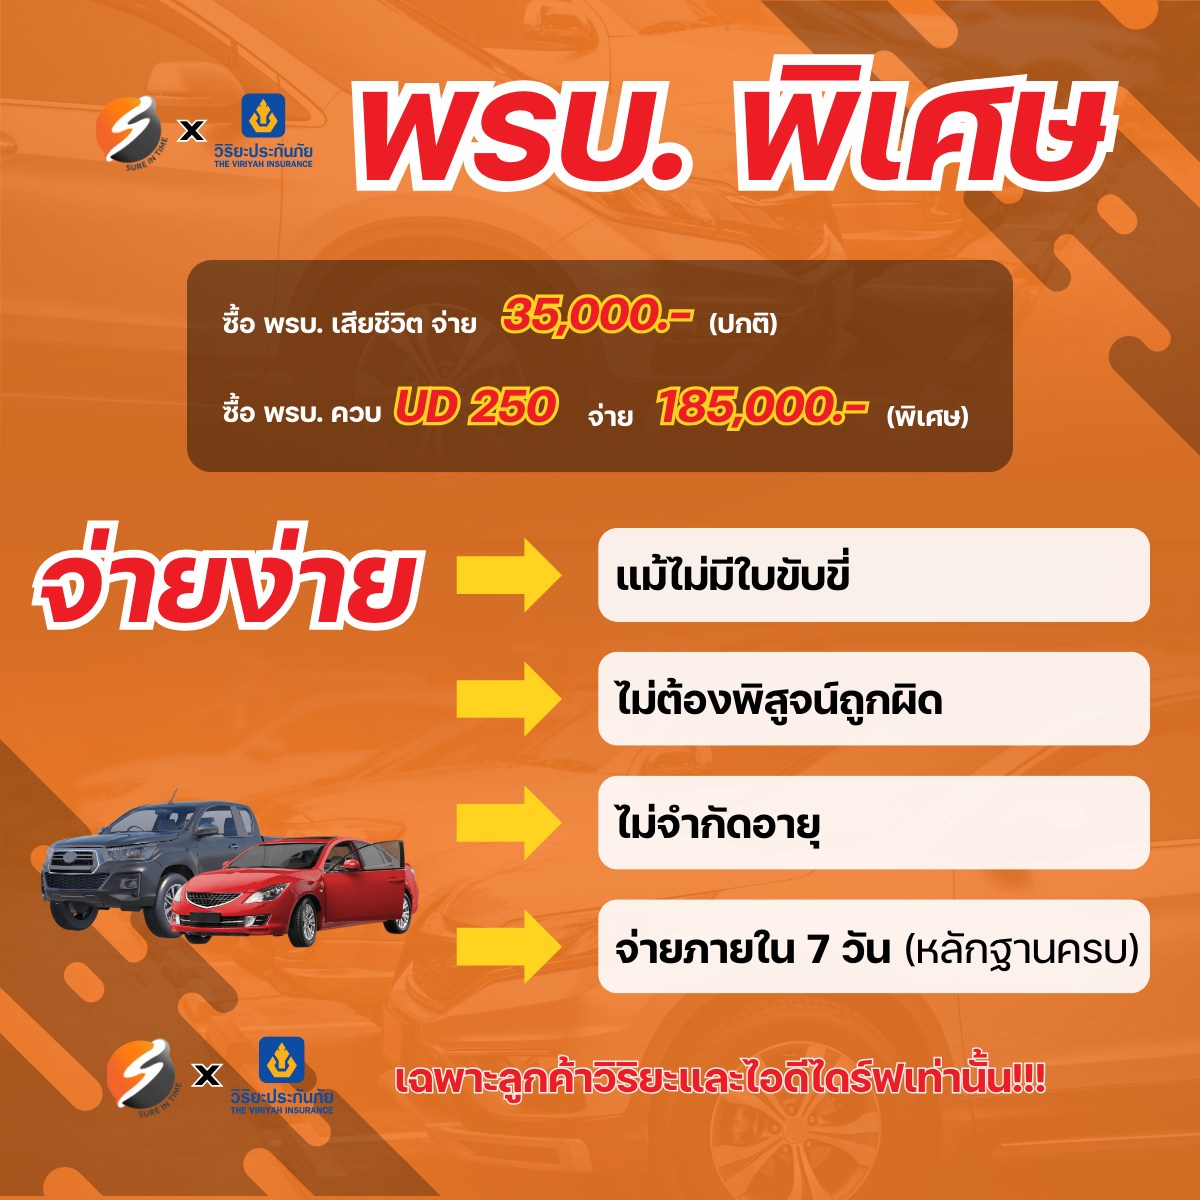 SURE IN TIME
X
วิริยะประกันภัย
THE VIRIYAH INSURANCE
พรบ. พิเศษ
ซื้อ พรบ. เสียชีวิต จ่าย 35,000.- (ปกติ)
ซื้อ พรบ. ควบ UD 250 จ่าย 185,000.- (พิเศษ)
จ่ายง่าย
แม้ไม่มีใบขับขี่
ไม่ต้องพิสูจน์ถูกผิด
ไม่จำกัดอายุ
จ่ายภายใน 7 วัน (หลักฐานครบ)
SURE IN TIME
X
วิริยะประกันภัย
THE VIRIYAH INSURANCE
เฉพาะลูกค้าวิริยะและไอดีไดร์ฟเท่านั้น!!!